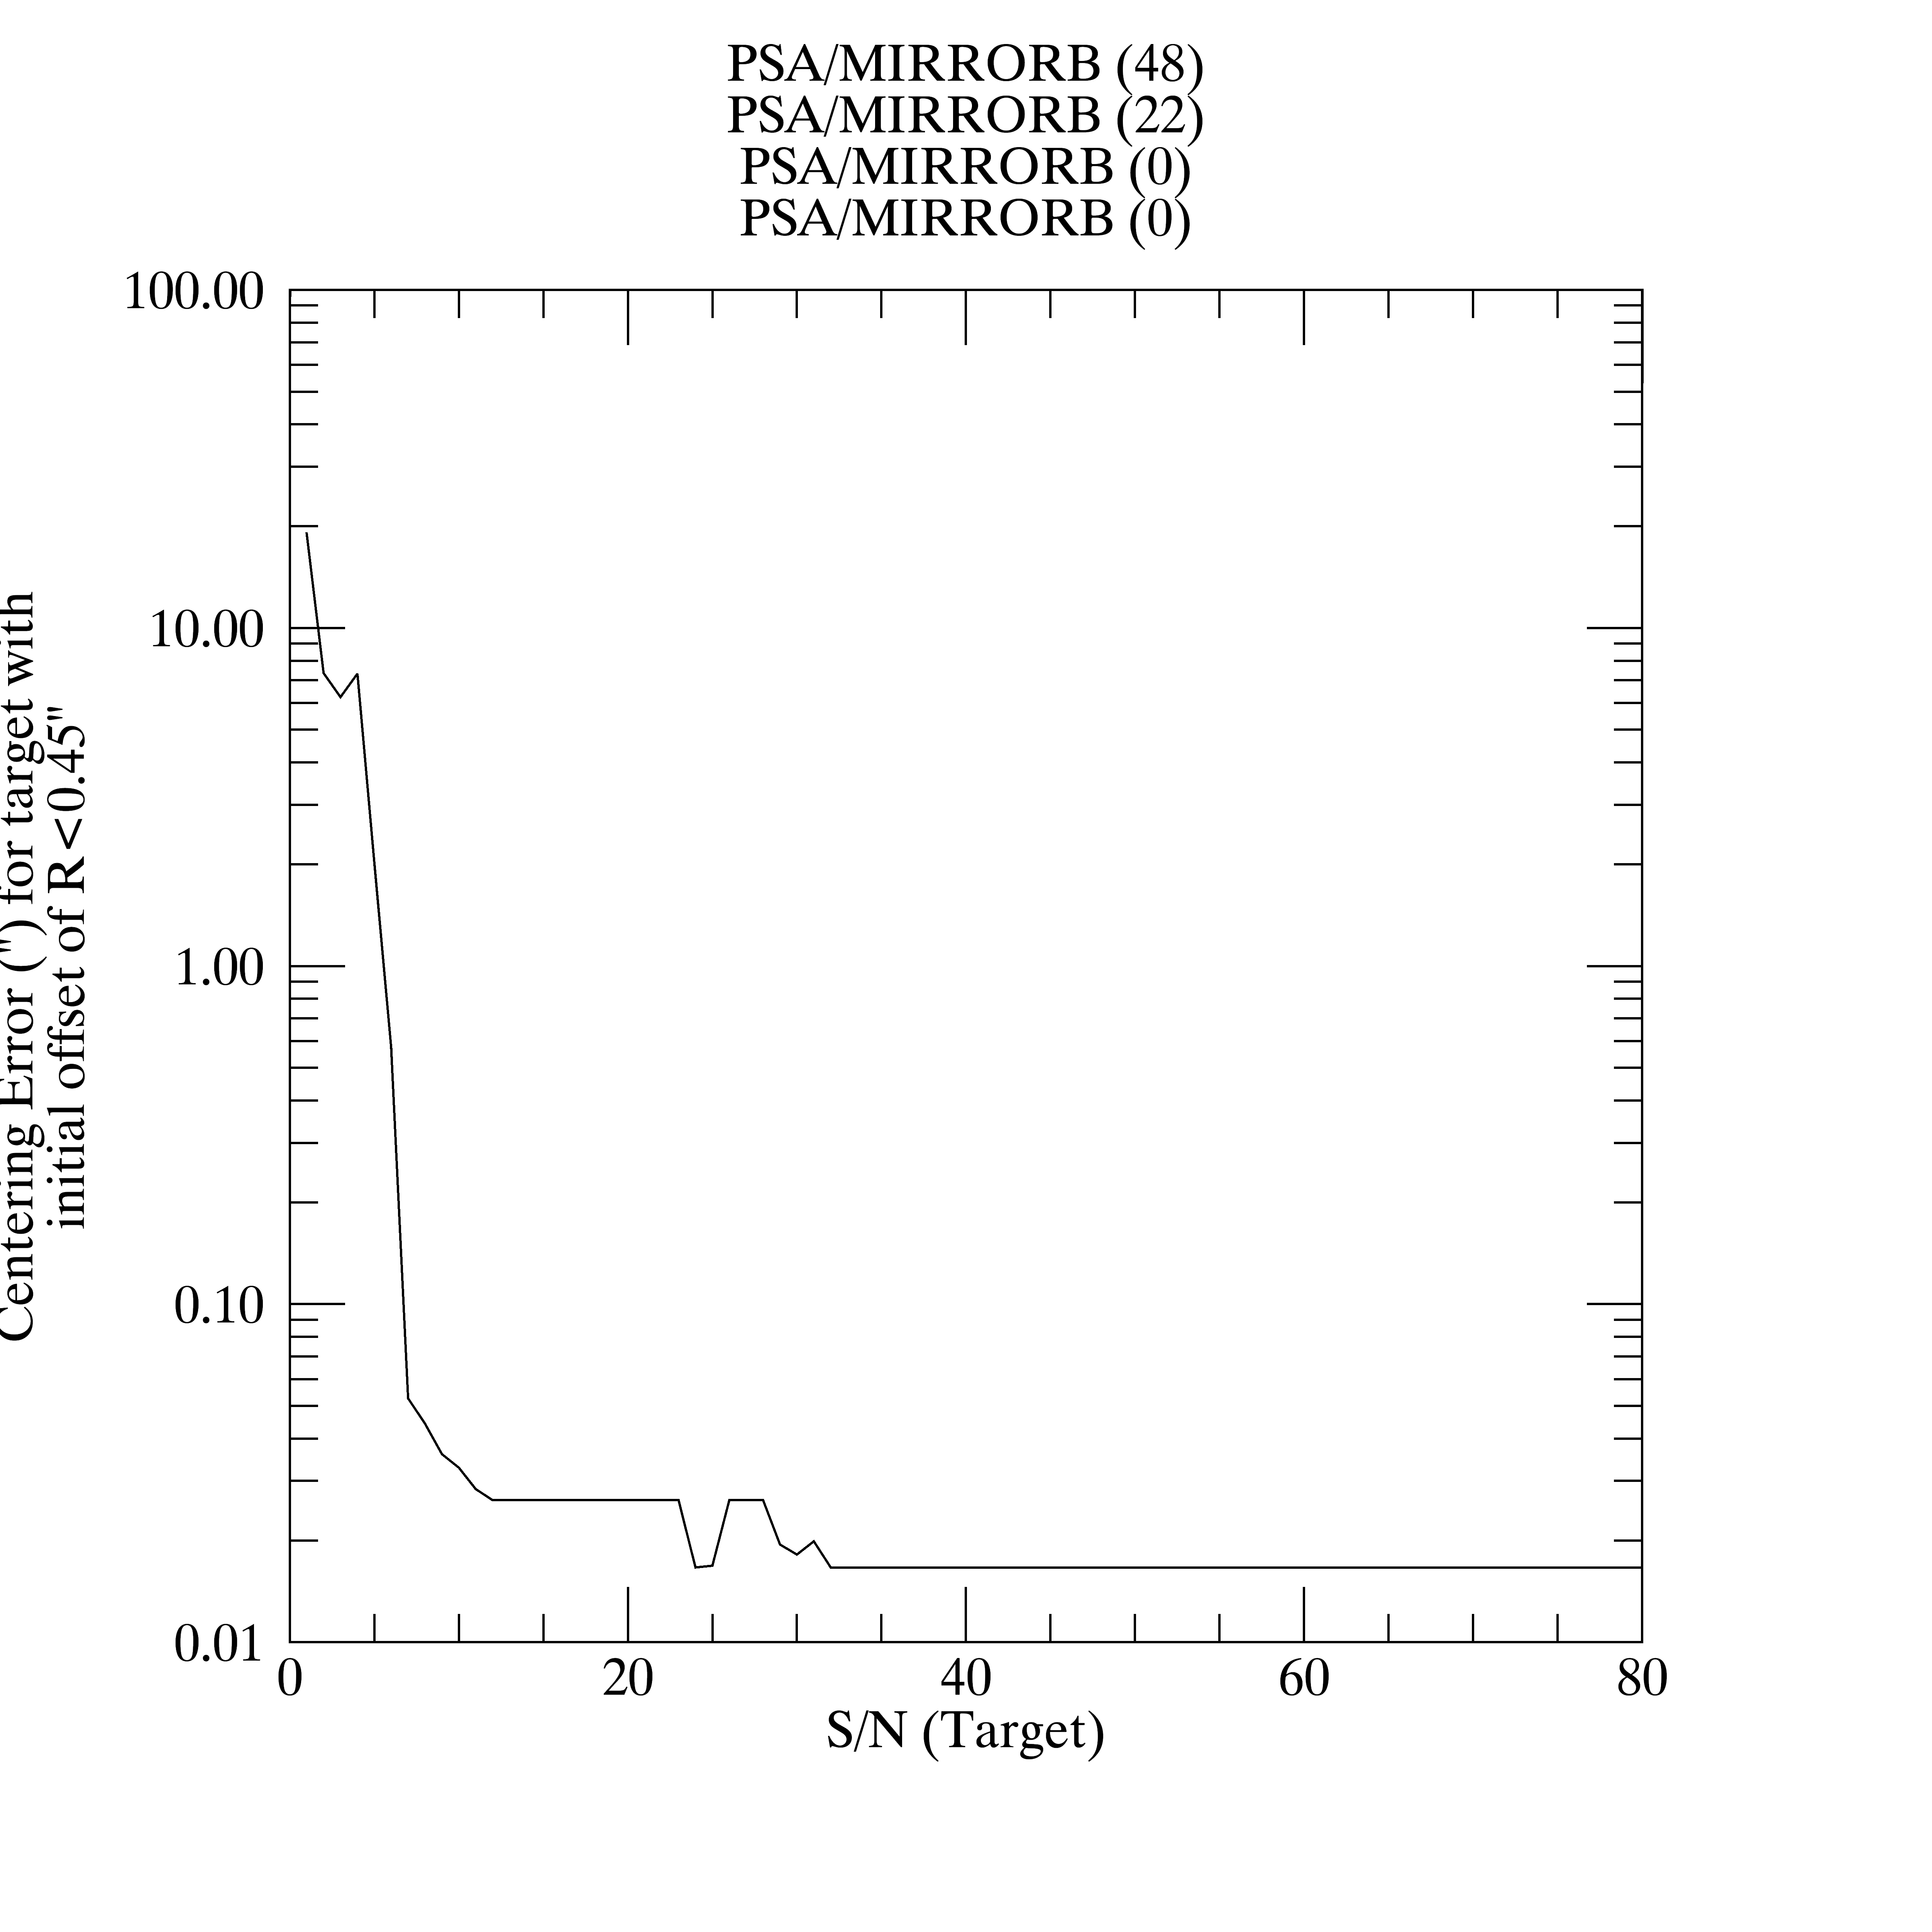 PSA/MIRRORB (48)
PSA/MIRRORB (22)
PSA/MIRRORB (0)
PSA/MIRRORB (0)
100.00
10.00
1.00
0.10
0.01
Centering Error (") for target with
initial offset of R<0.45"
0
20
40
60
80
S/N (Target)